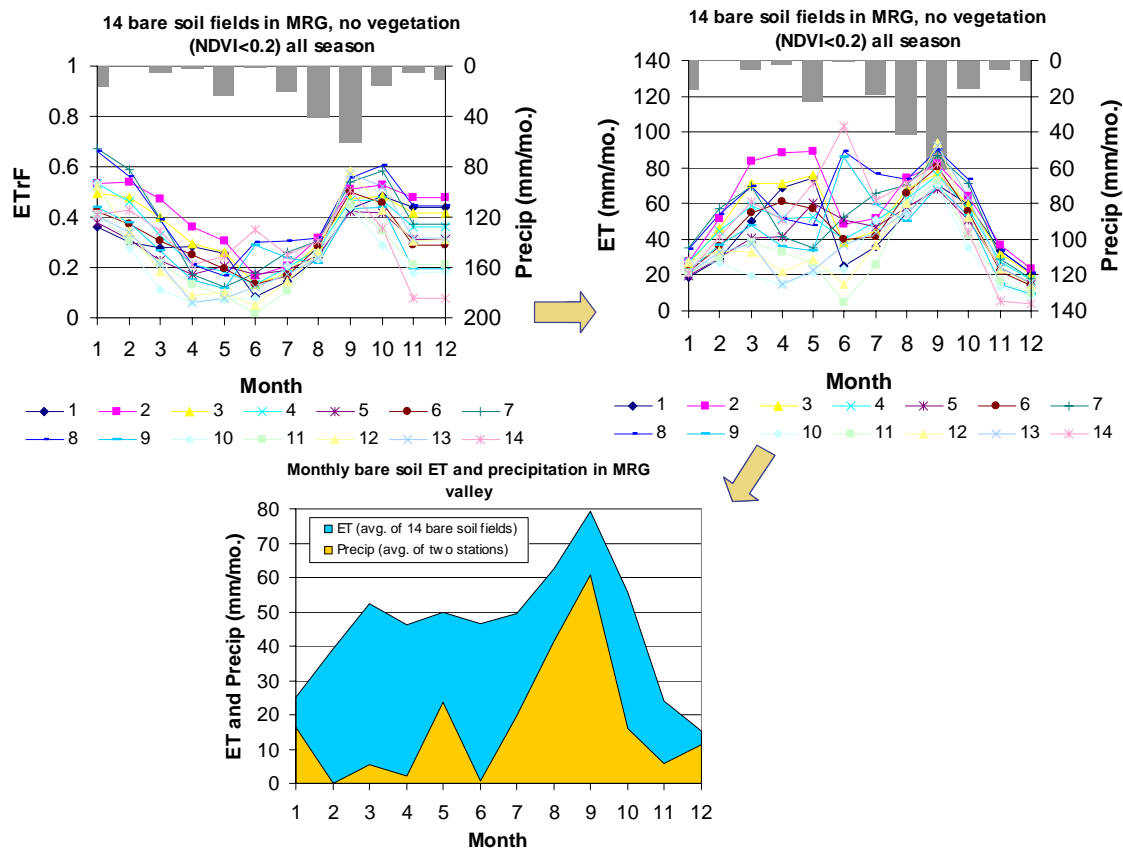 14 bare soil fields in MRG, no vegetation
(NDVI<0.2) all season
1
0.8
0.6
0.4
0.2
0
ETrF
0
40
80
120
160
200
Precip (mm/mo.)
1 2 3 4 5 6 7 8 9 10 11 12
Month
1 2 3 4 5 6 7
8 9 10 11 12 13 14
14 bare soil fields in MRG, no vegetation
(NDVI<0.2) all season
140
120
100
80
60
40
20
0
ET (mm/mo.)
0
20
40
60
80
100
120
140
Precip (mm/mo.)
1 2 3 4 5 6 7 8 9 10 11 12
Month
1 2 3 4 5 6 7
8 9 10 11 12 13 14
Monthly bare soil ET and precipitation in MRG
valley
80
70
60
50
40
30
20
10
0
ET and Precip (mm/mo.)
ET (avg. of 14 bare soil fields)
Precip (avg. of two stations)
1 2 3 4 5 6 7 8 9 10 11 12
Month